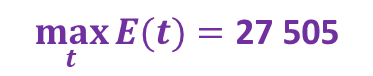 max E(t) = 27 505
t